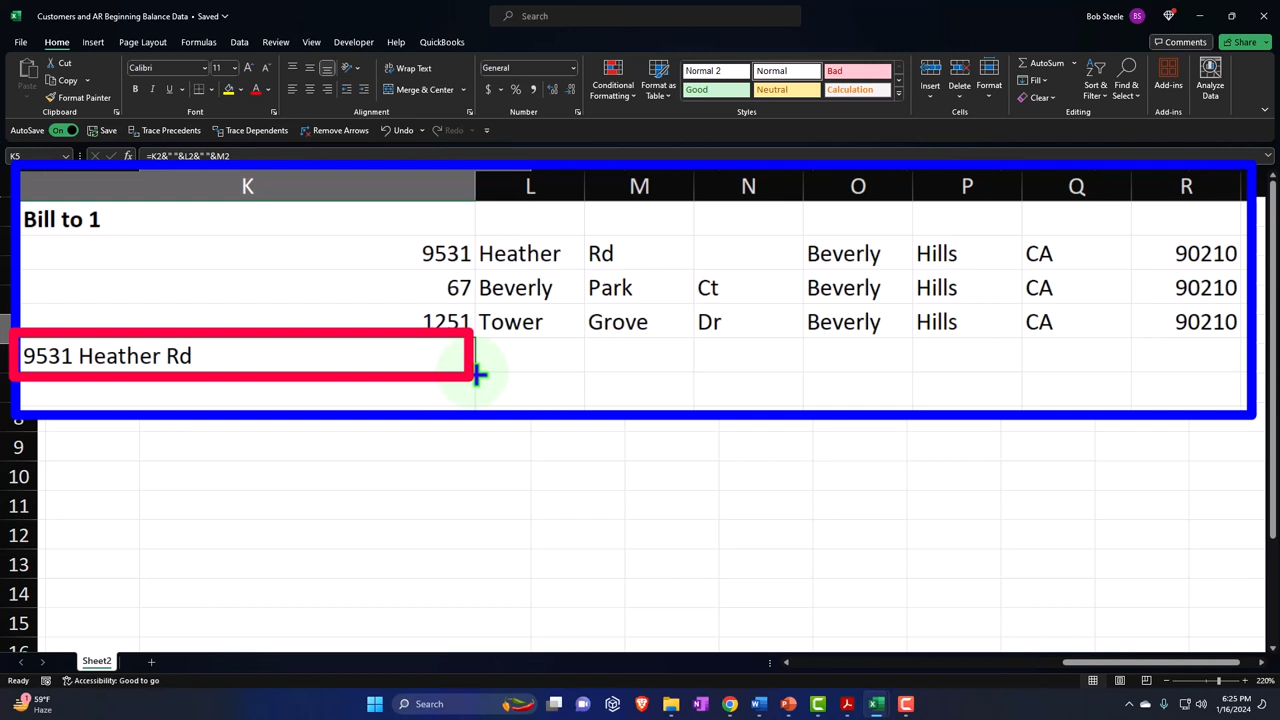 Customers and AR Beginning Balance Data • Saved
Search
Bob Steele BS
File Home Insert Page Layout Formulas Data Review View Developer Help QuickBooks Comments Share
Paste Cut Copy Format Painter Clipboard
Calibri 11 A A B I U A Font
Wrap Text Merge & Center Alignment
General $ % Number
Conditional Formatting Format as Table
Normal 2 Normal Bad
Good Neutral Calculation
Styles
Insert Delete Format Cells
AutoSum Fill Clear Sort & Filter Find & Select Editing
Add-ins Add-ins
Analyze Data
AutoSave On Save Trace Precedents Trace Dependents Remove Arrows Undo Redo
K5 fx =K2&" "&L2&" "&M2
K L M N O P Q R
Bill to 1
9531 Heather Rd Beverly Hills CA 90210
67 Beverly Park Ct Beverly Hills CA 90210
1251 Tower Grove Dr Beverly Hills CA 90210
9531 Heather Rd
8
9
10
11
12
13
14
15
16
Sheet2
Ready Accessibility: Good to go 220%
1 59°F
Haze
Search
6:25 PM
1/16/2024